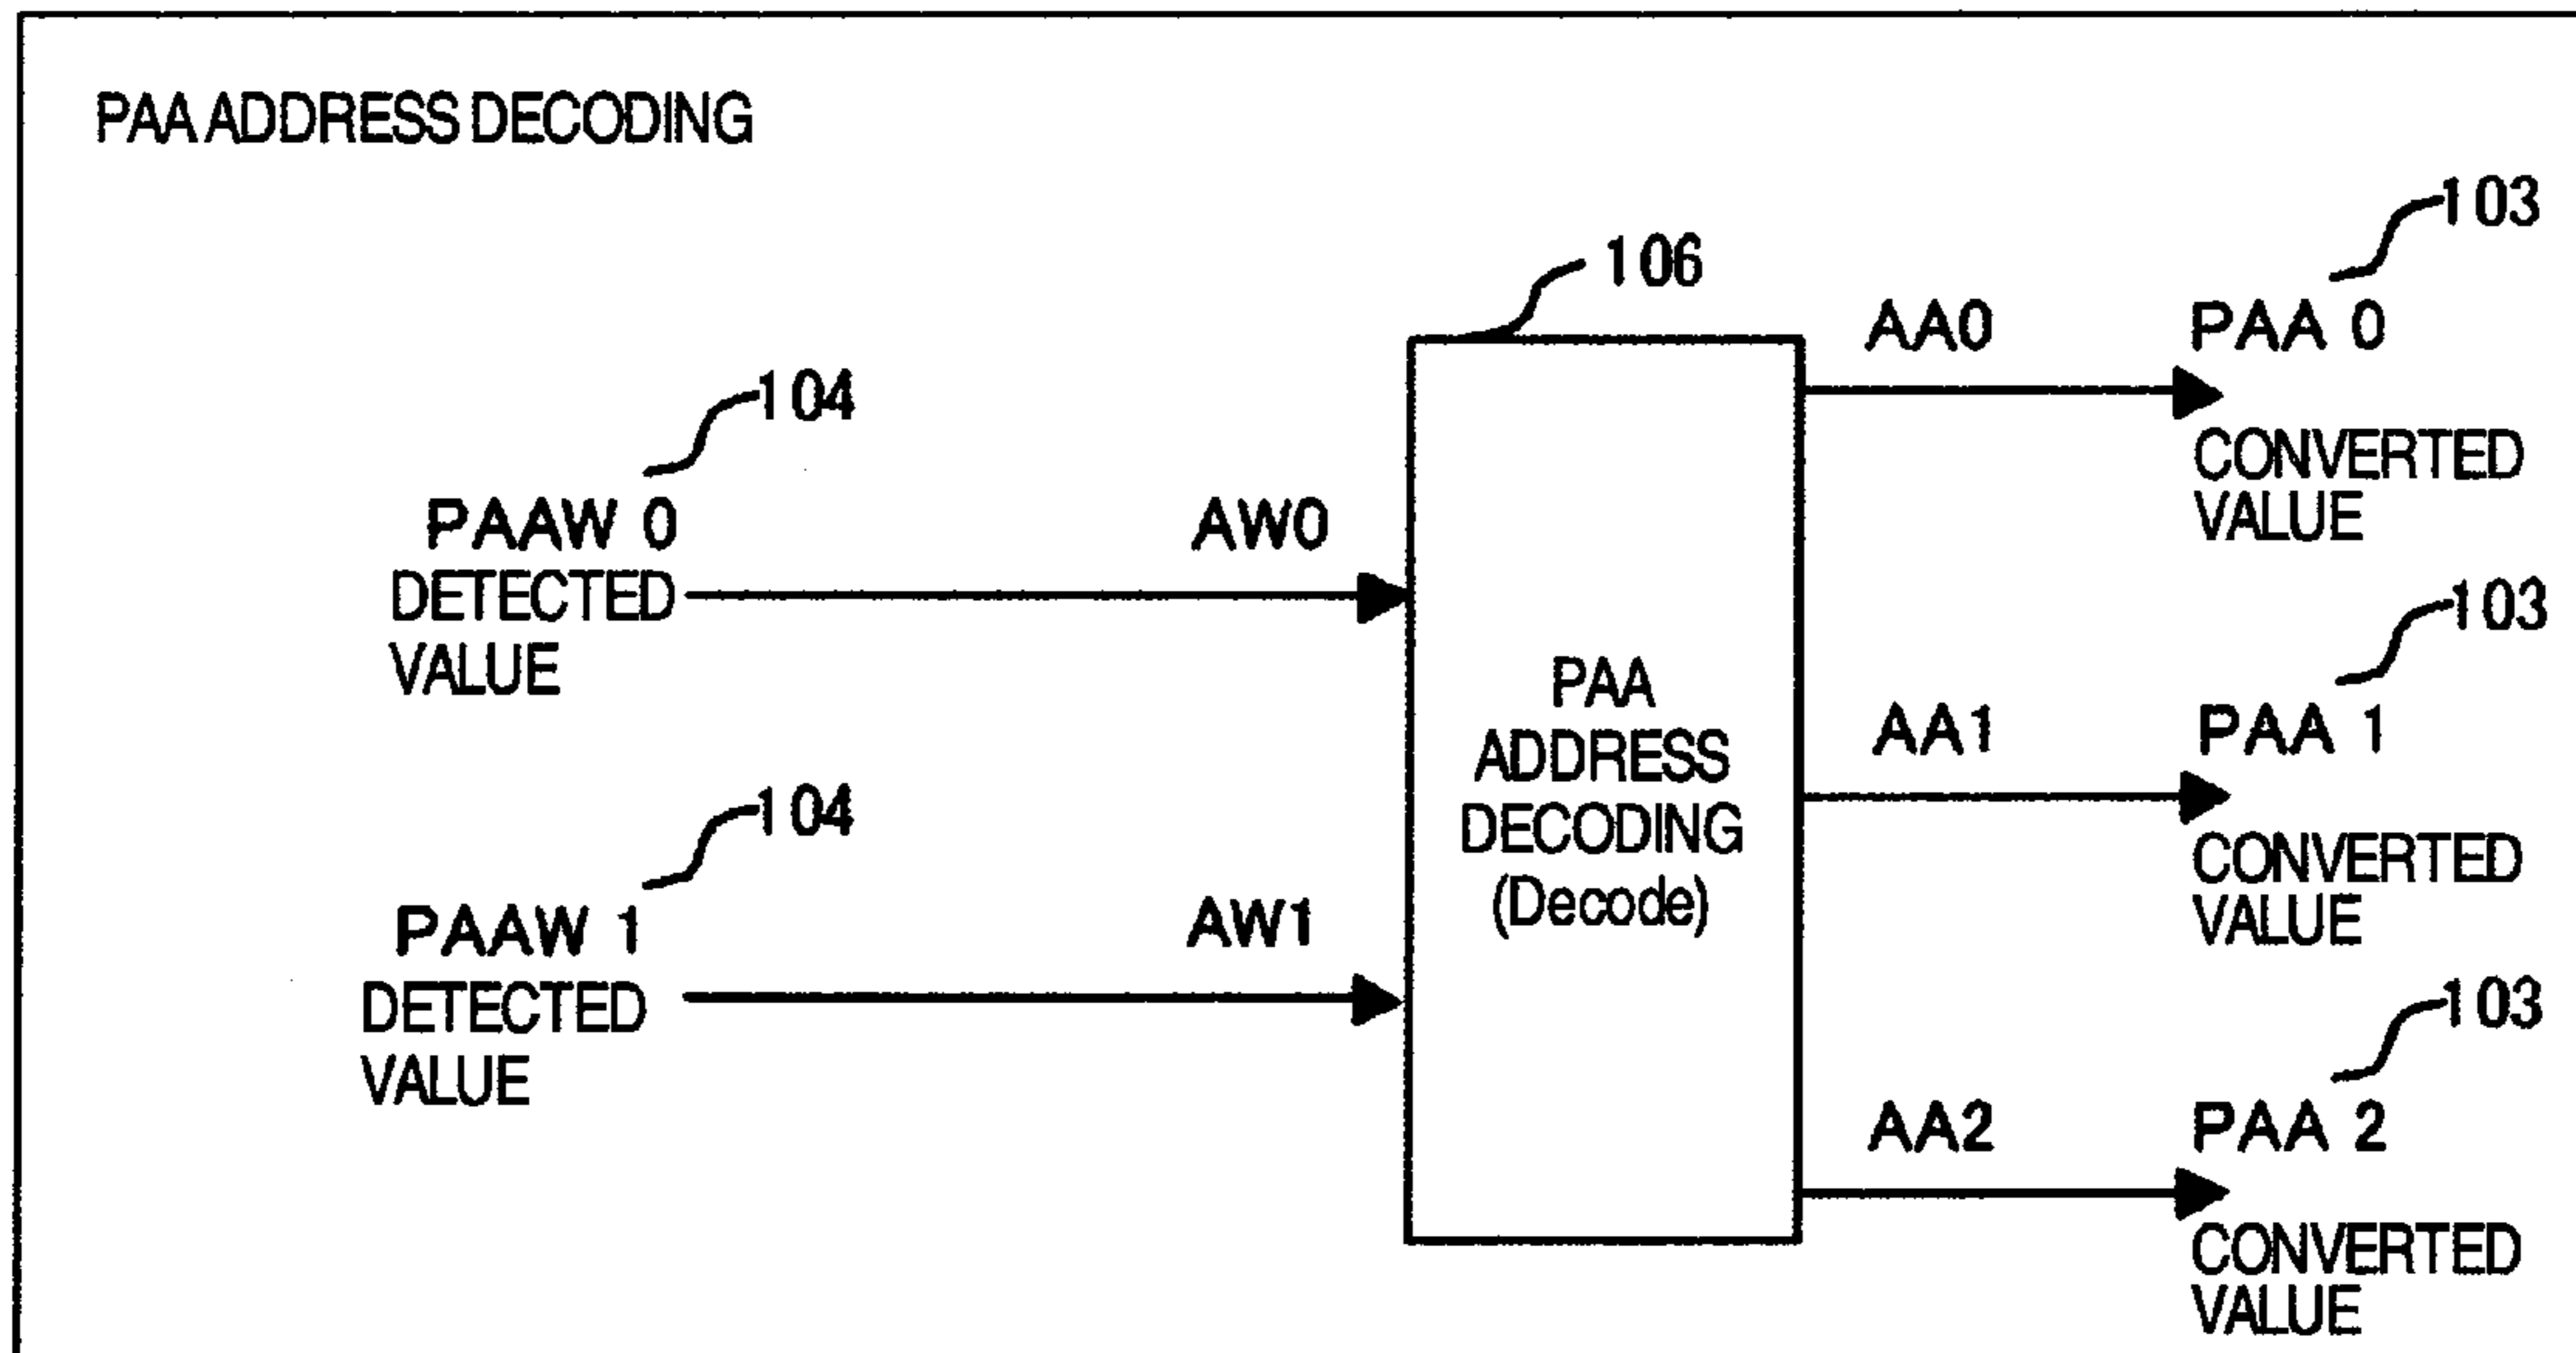 PAA ADDRESS DECODING
103
106
AA0
PAA 0
CONVERTED
VALUE
104
PAAW 0
DETECTED
VALUE
AW0
103
AA1
PAA 1
CONVERTED
VALUE
PAA
ADDRESS
DECODING
(Decode)
104
PAAW 1
DETECTED
VALUE
AW1
103
AA2
PAA 2
CONVERTED
VALUE